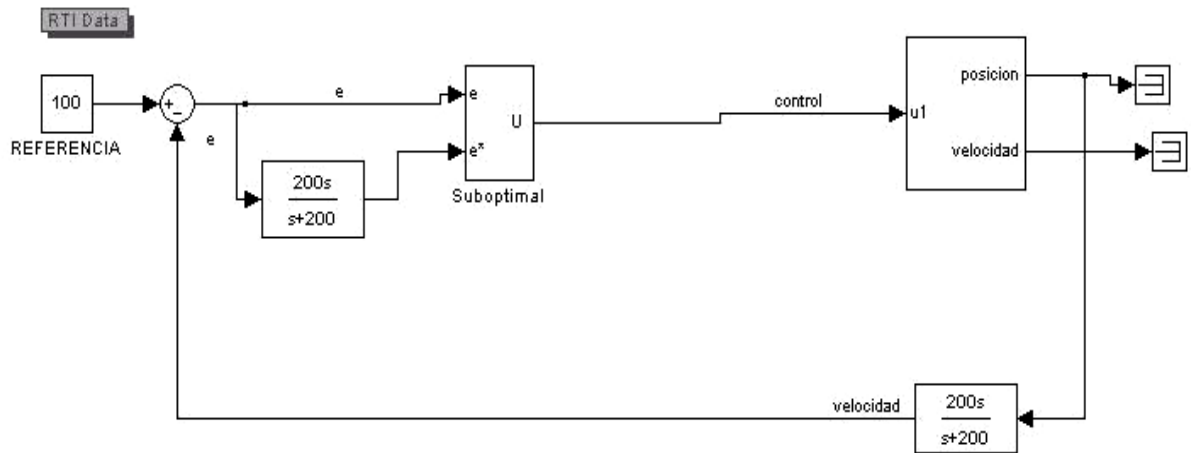 RTI Data
100
REFERENCIA
+
−
e
e
200s
s+200
e
e*
U
Suboptimal
control
u1
posicion
velocidad
velocidad
200s
s+200